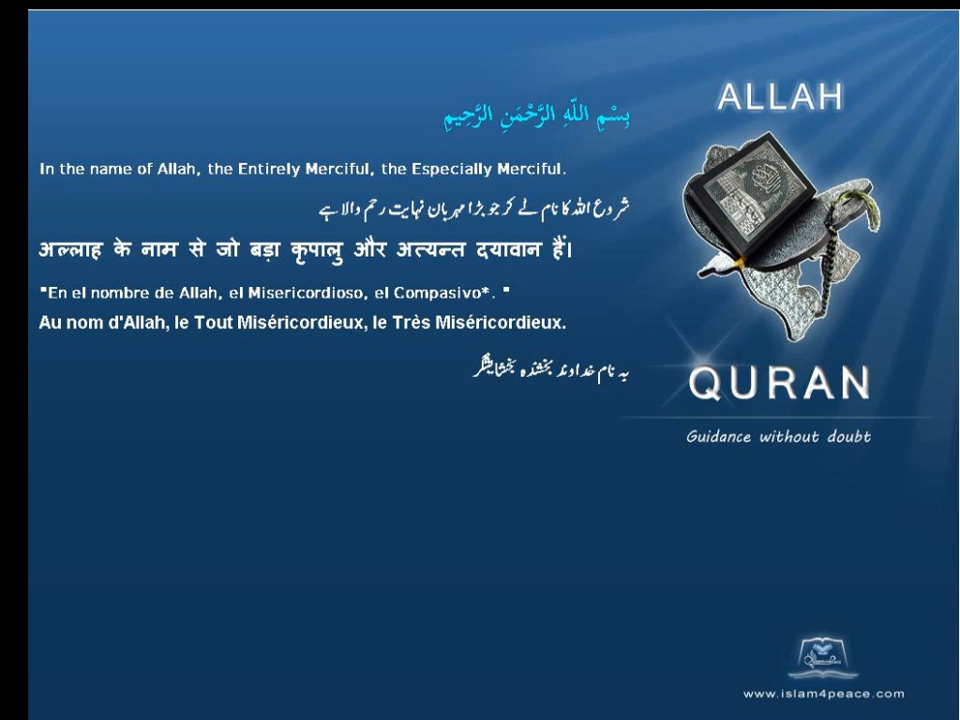 بِسْمِ اللَّهِ الرَّحْمَنِ الرَّحِيمِ
In the name of Allah, the Entirely Merciful, the Especially Merciful.
شروع اللہ کا نام لے کر جو بڑا مہربان نہایت رحم والا ہے
अल्लाह के नाम से जो बड़ा कृपालु और अत्यन्त दयावान हैं।
"En el nombre de Allah, el Misericordioso, el Compasivo*. "
Au nom d'Allah, le Tout Miséricordieux, le Très Miséricordieux.
به نام خداوند بخشنده بخشایشگر
ALLAH
QURAN
Guidance without doubt
www.islam4peace.com